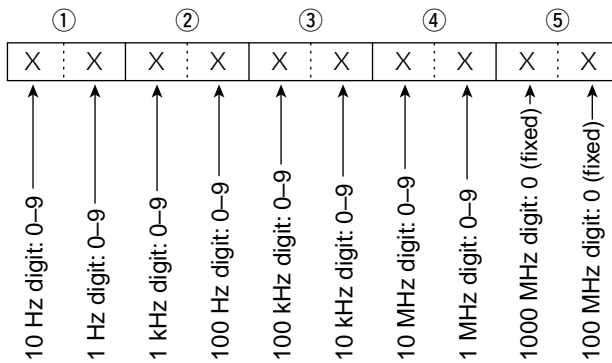 ① ② ③ ④ ⑤
X X X X X X X X X X
10 Hz digit: 0–9
1 Hz digit: 0–9
1 kHz digit: 0–9
100 Hz digit: 0–9
100 kHz digit: 0–9
10 kHz digit: 0–9
10 MHz digit: 0–9
1 MHz digit: 0–9
1000 MHz digit: 0 (fixed)
100 MHz digit: 0 (fixed)